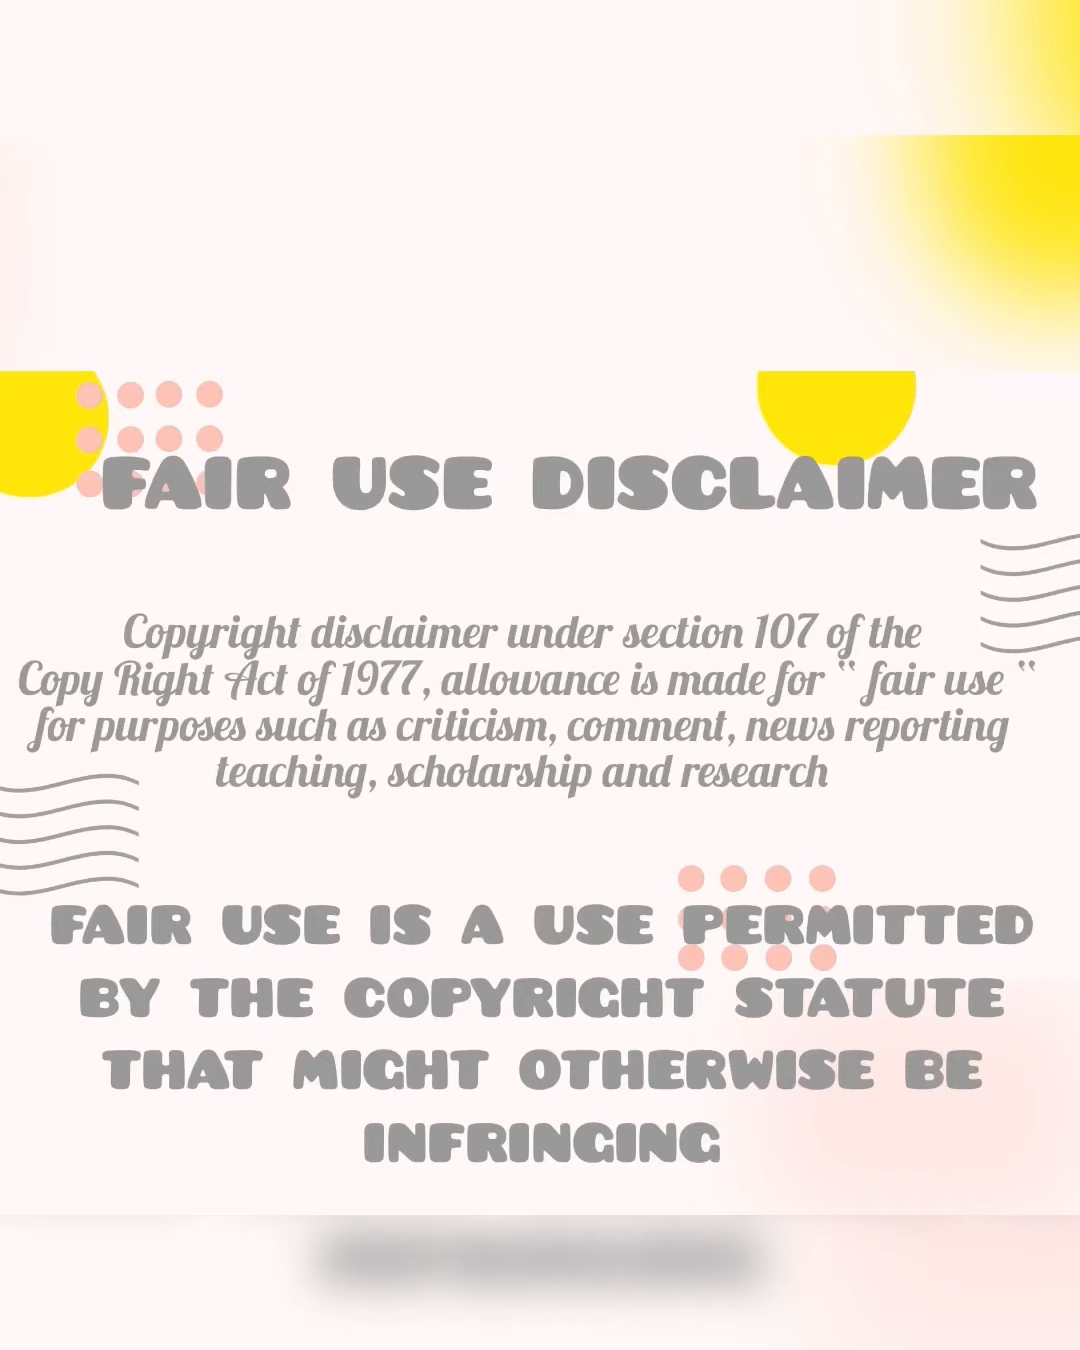 FAIR USE DISCLAIMER
Copyright disclaimer under section 107 of the
Copy Right Act of 1977, allowance is made for “ fair use “
for purposes such as criticism, comment, news reporting
teaching, scholarship and research
FAIR USE IS A USE PERMITTED
BY THE COPYRIGHT STATUTE
THAT MIGHT OTHERWISE BE
INFRINGING